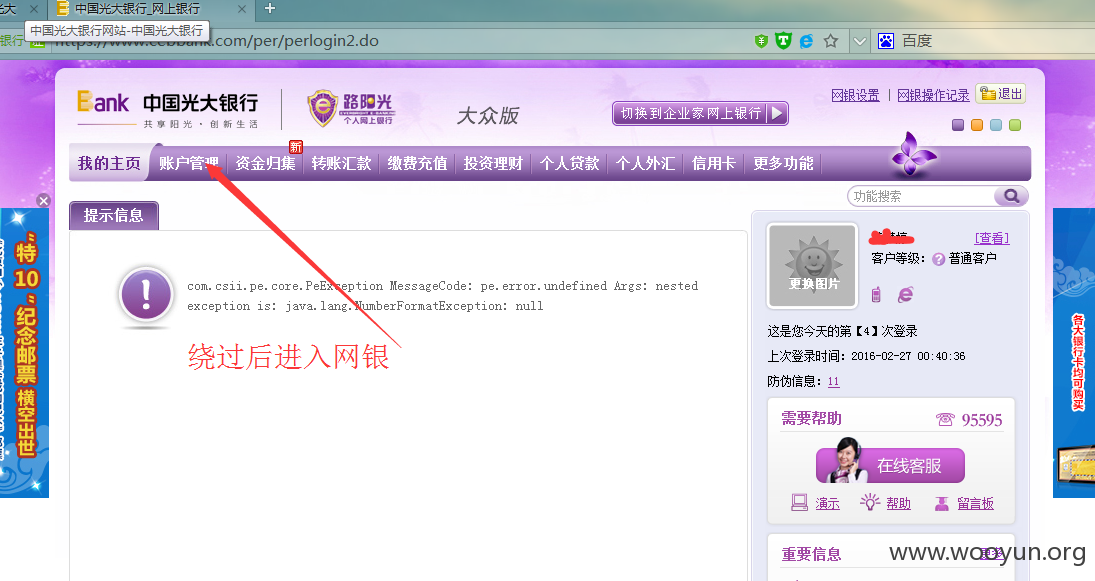 光大
中国光大银行_网上银行
中国光大银行网站-中国光大银行
银行
https://www.cebbank.com/per/perlogin2.do
百度
Bank 中国光大银行
共享阳光·创新生活
路阳光
个人网上银行
大众版
切换到企业家网上银行
网银设置 | 网银操作记录 退出
我的主页 账户管理 资金归集 新 转账汇款 缴费充值 投资理财 个人贷款 个人外汇 信用卡 更多功能
功能搜索
提示信息
com.csii.pe.core.PeException MessageCode: pe.error.undefined Args: nested
exception is: java.lang.NumberFormatException: null
绕过后进入网银
更换图片
[查看]
客户等级： ? 普通客户
这是您今天的第【4】次登录
上次登录时间：2016-02-27 00:40:36
防伪信息：11
需要帮助 95595
在线客服
演示 帮助 留言板
重要信息
www.wooyun.org
“特10”纪念邮票 横空出世
各大银行卡均可购买